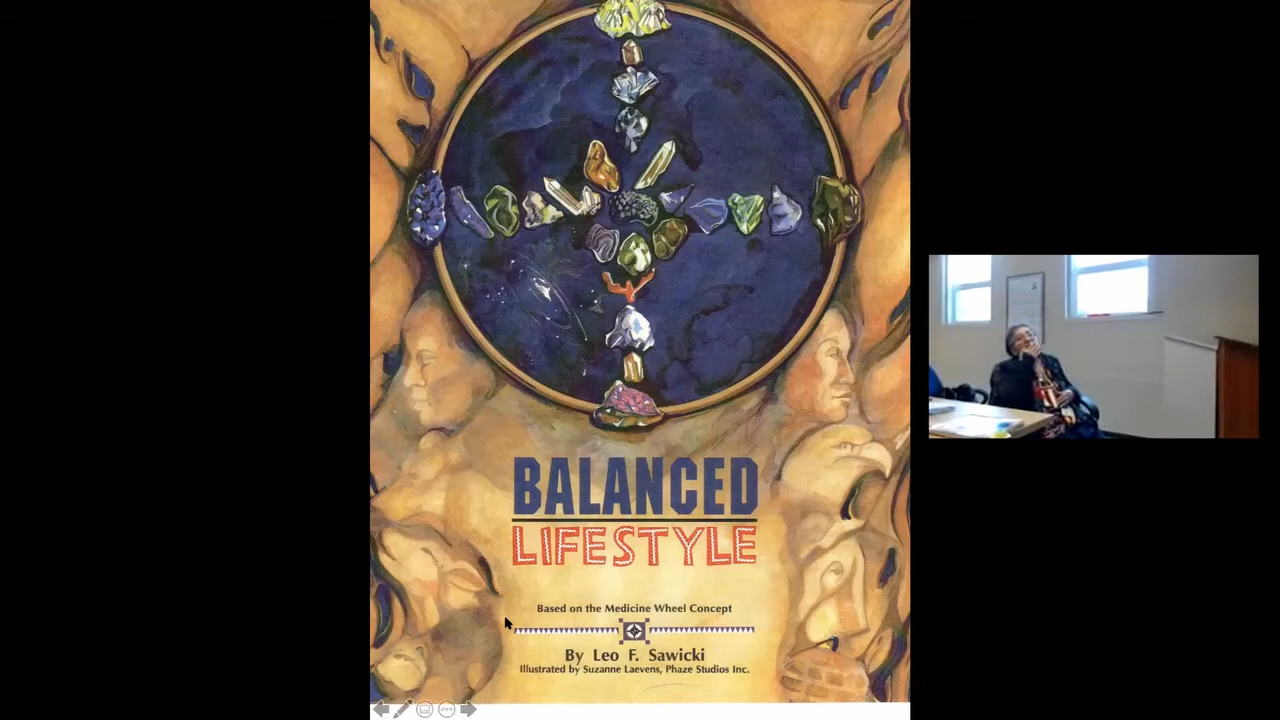 BALANCED
LIFESTYLE
Based on the Medicine Wheel Concept
By Leo F. Sawicki
Illustrated by Suzanne Laevens, Phaze Studios Inc.